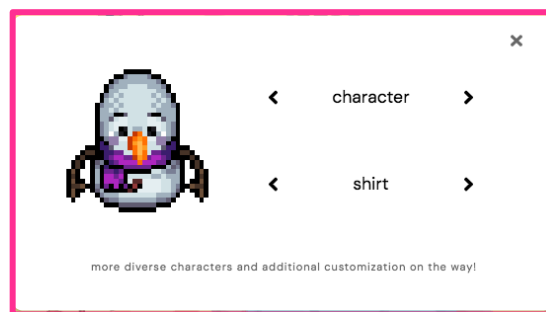 character
shirt
more diverse characters and additional customization on the way!